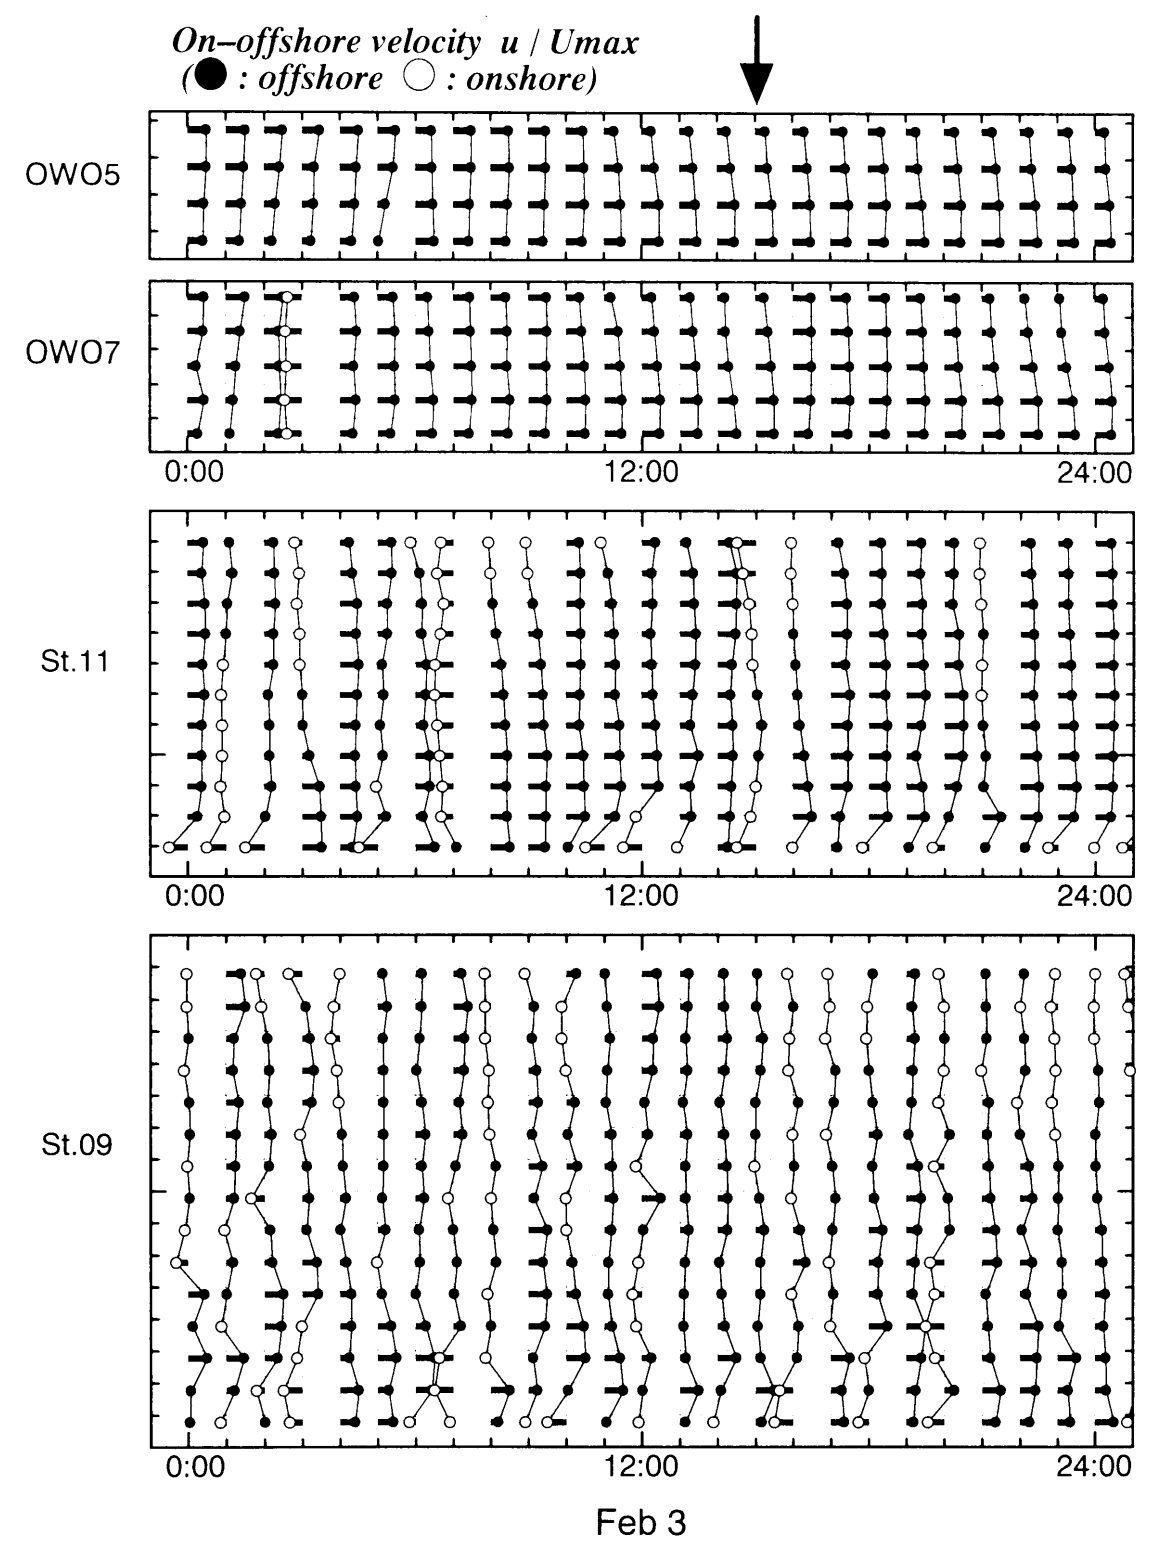 On–offshore velocity u / Umax
(● : offshore ○ : onshore)
OWO5
OWO7
0:00 12:00 24:00
St.11
0:00 12:00 24:00
St.09
0:00 12:00 24:00
Feb 3